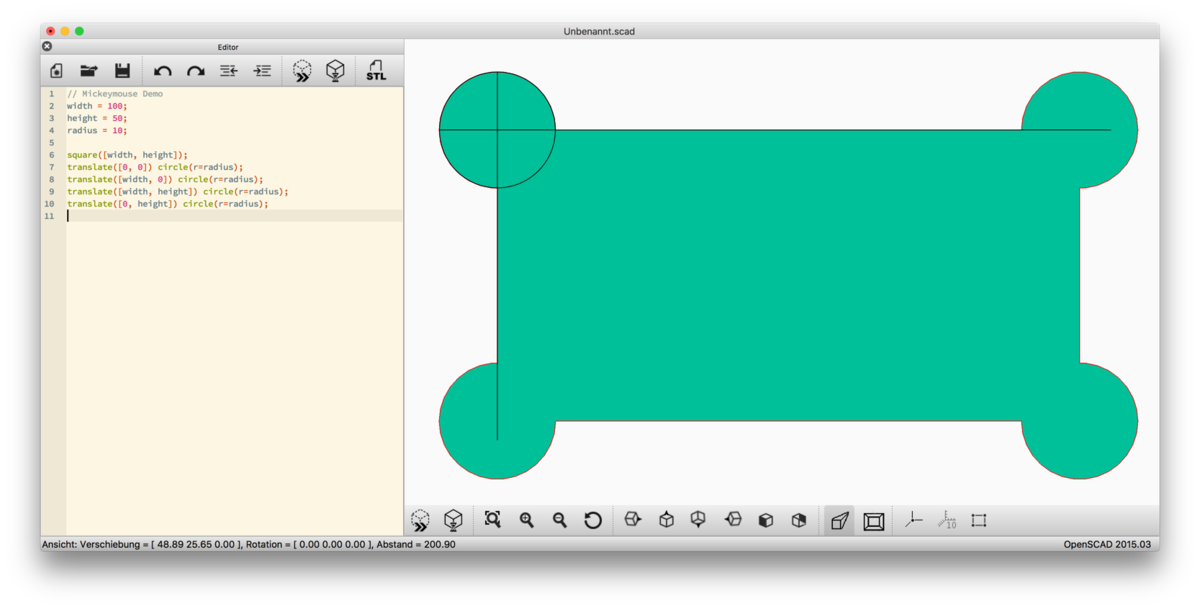 Unbenannt.scad
Editor
STL
1 // Mickeymouse Demo
2 width = 100;
3 height = 50;
4 radius = 10;
5
6 square([width, height]);
7 translate([0, 0]) circle(r=radius);
8 translate([width, 0]) circle(r=radius);
9 translate([width, height]) circle(r=radius);
10 translate([0, height]) circle(r=radius);
11
10
Ansicht: Verschiebung = [ 48.89 25.65 0.00 ], Rotation = [ 0.00 0.00 0.00 ], Abstand = 200.90
OpenSCAD 2015.03